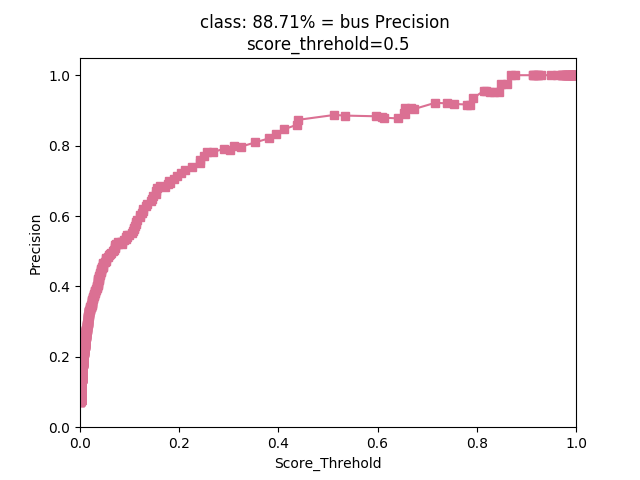 class: 88.71% = bus Precision
score_threhold=0.5
1.0
0.8
0.6
0.4
0.2
0.0
Precision
0.0 0.2 0.4 0.6 0.8 1.0
Score_Threhold